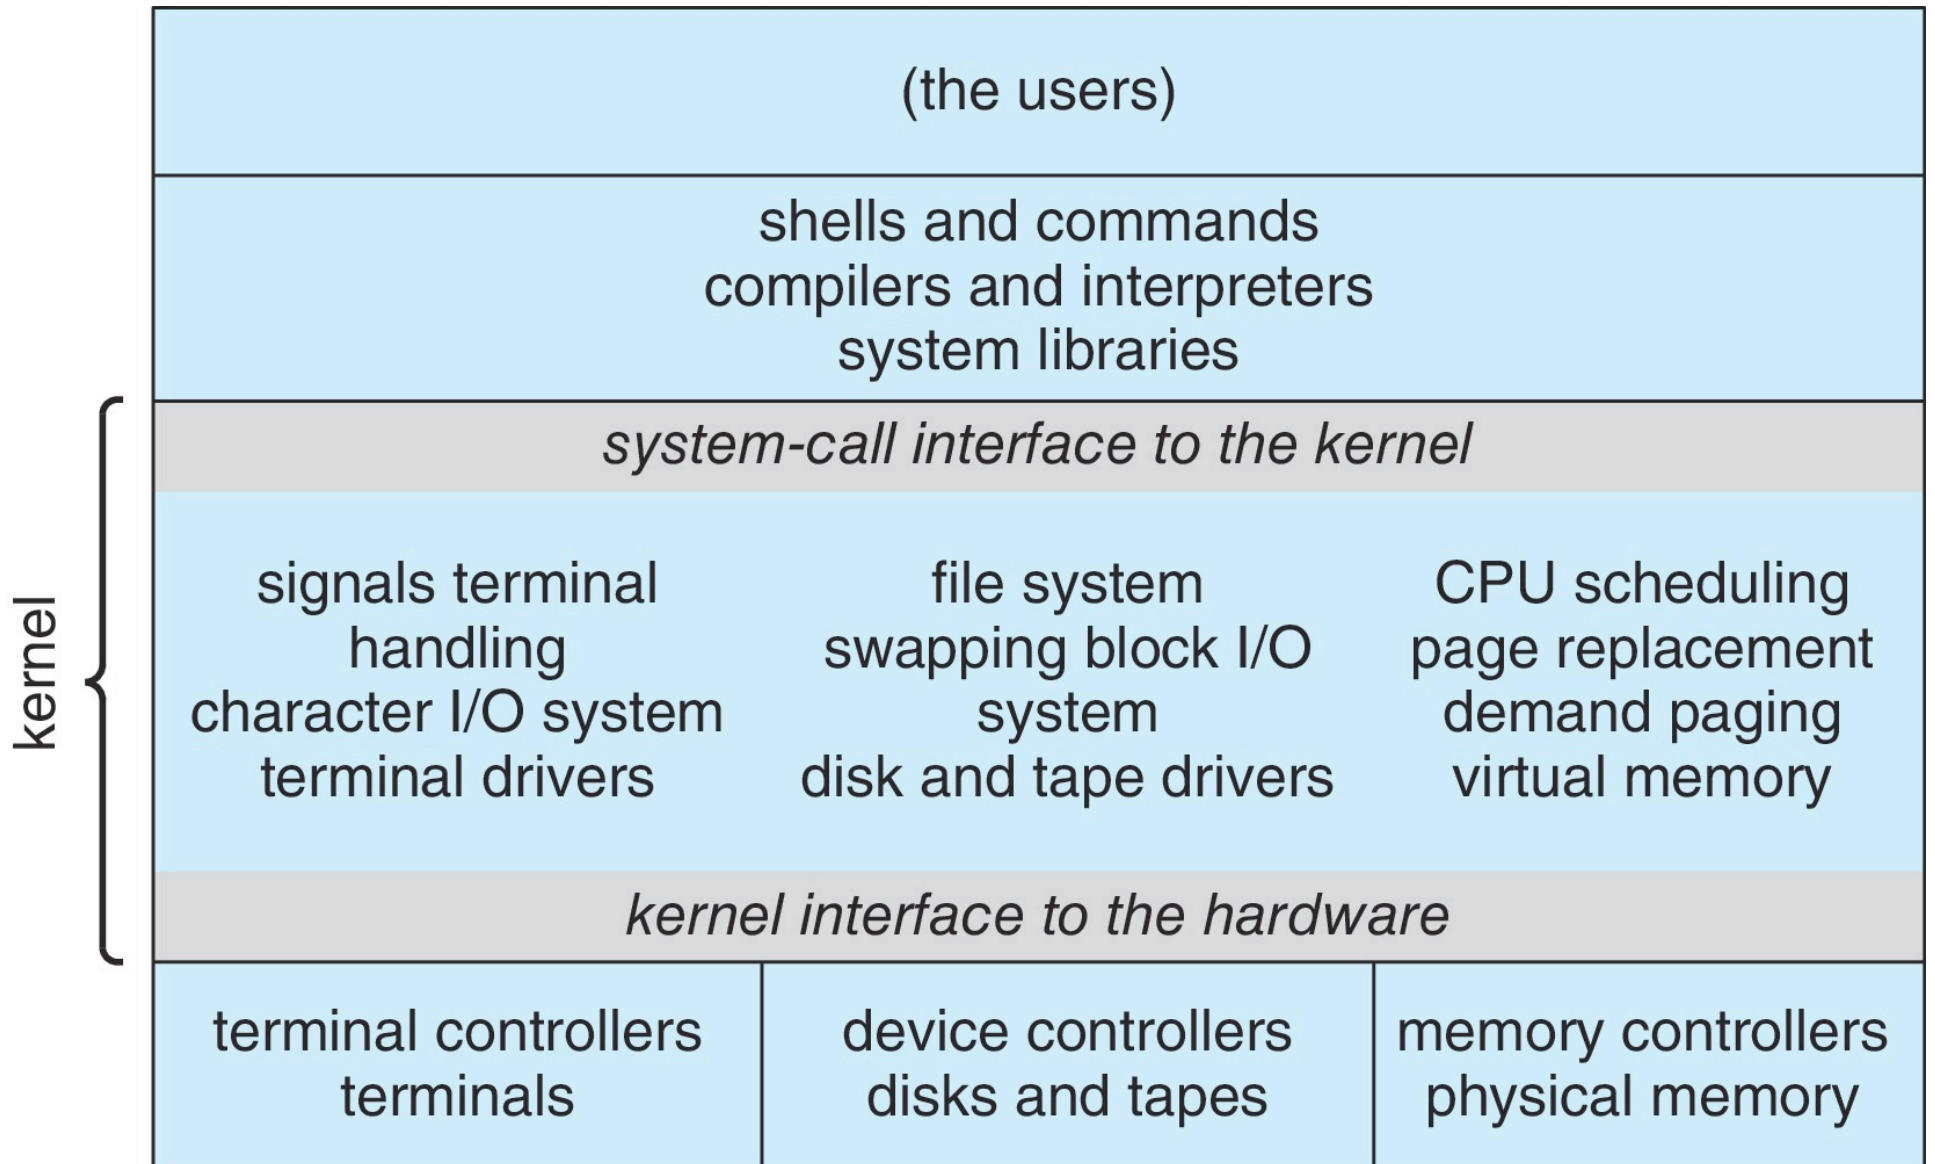 (the users)
shells and commands
compilers and interpreters
system libraries
system-call interface to the kernel
kernel
signals terminal
handling
character I/O system
terminal drivers
file system
swapping block I/O
system
disk and tape drivers
CPU scheduling
page replacement
demand paging
virtual memory
kernel interface to the hardware
terminal controllers
terminals
device controllers
disks and tapes
memory controllers
physical memory